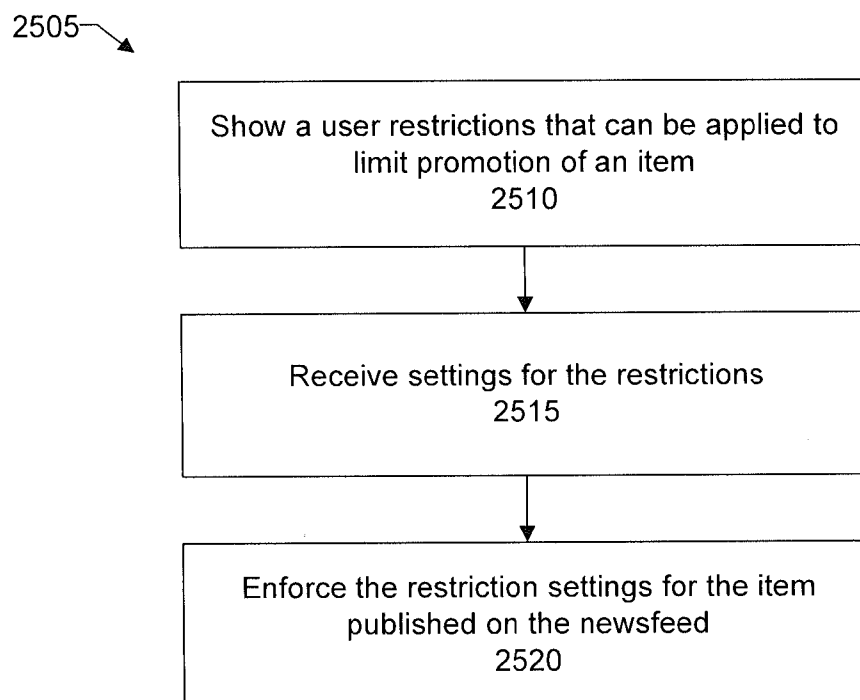 2505
Show a user restrictions that can be applied to
limit promotion of an item
2510
Receive settings for the restrictions
2515
Enforce the restriction settings for the item
published on the newsfeed
2520